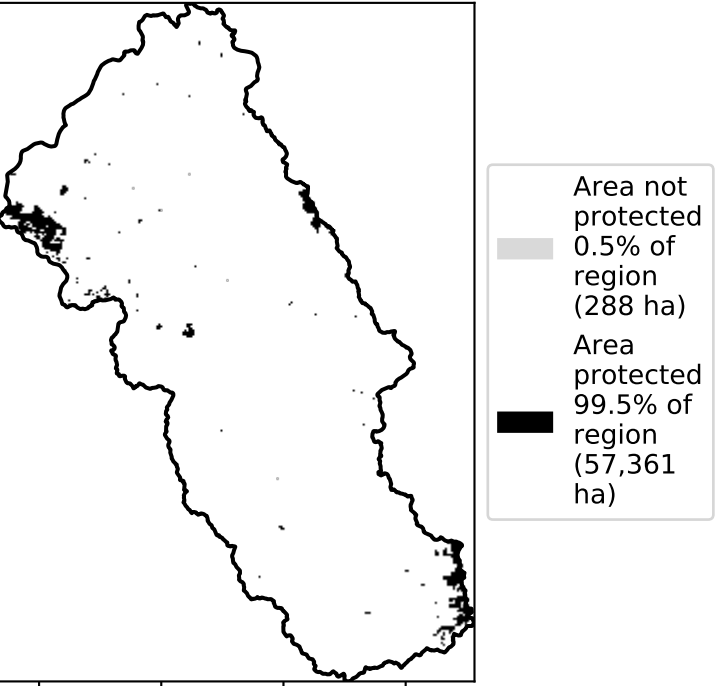 Area not
protected
0.5% of
region
(288 ha)
Area
protected
99.5% of
region
(57,361
ha)